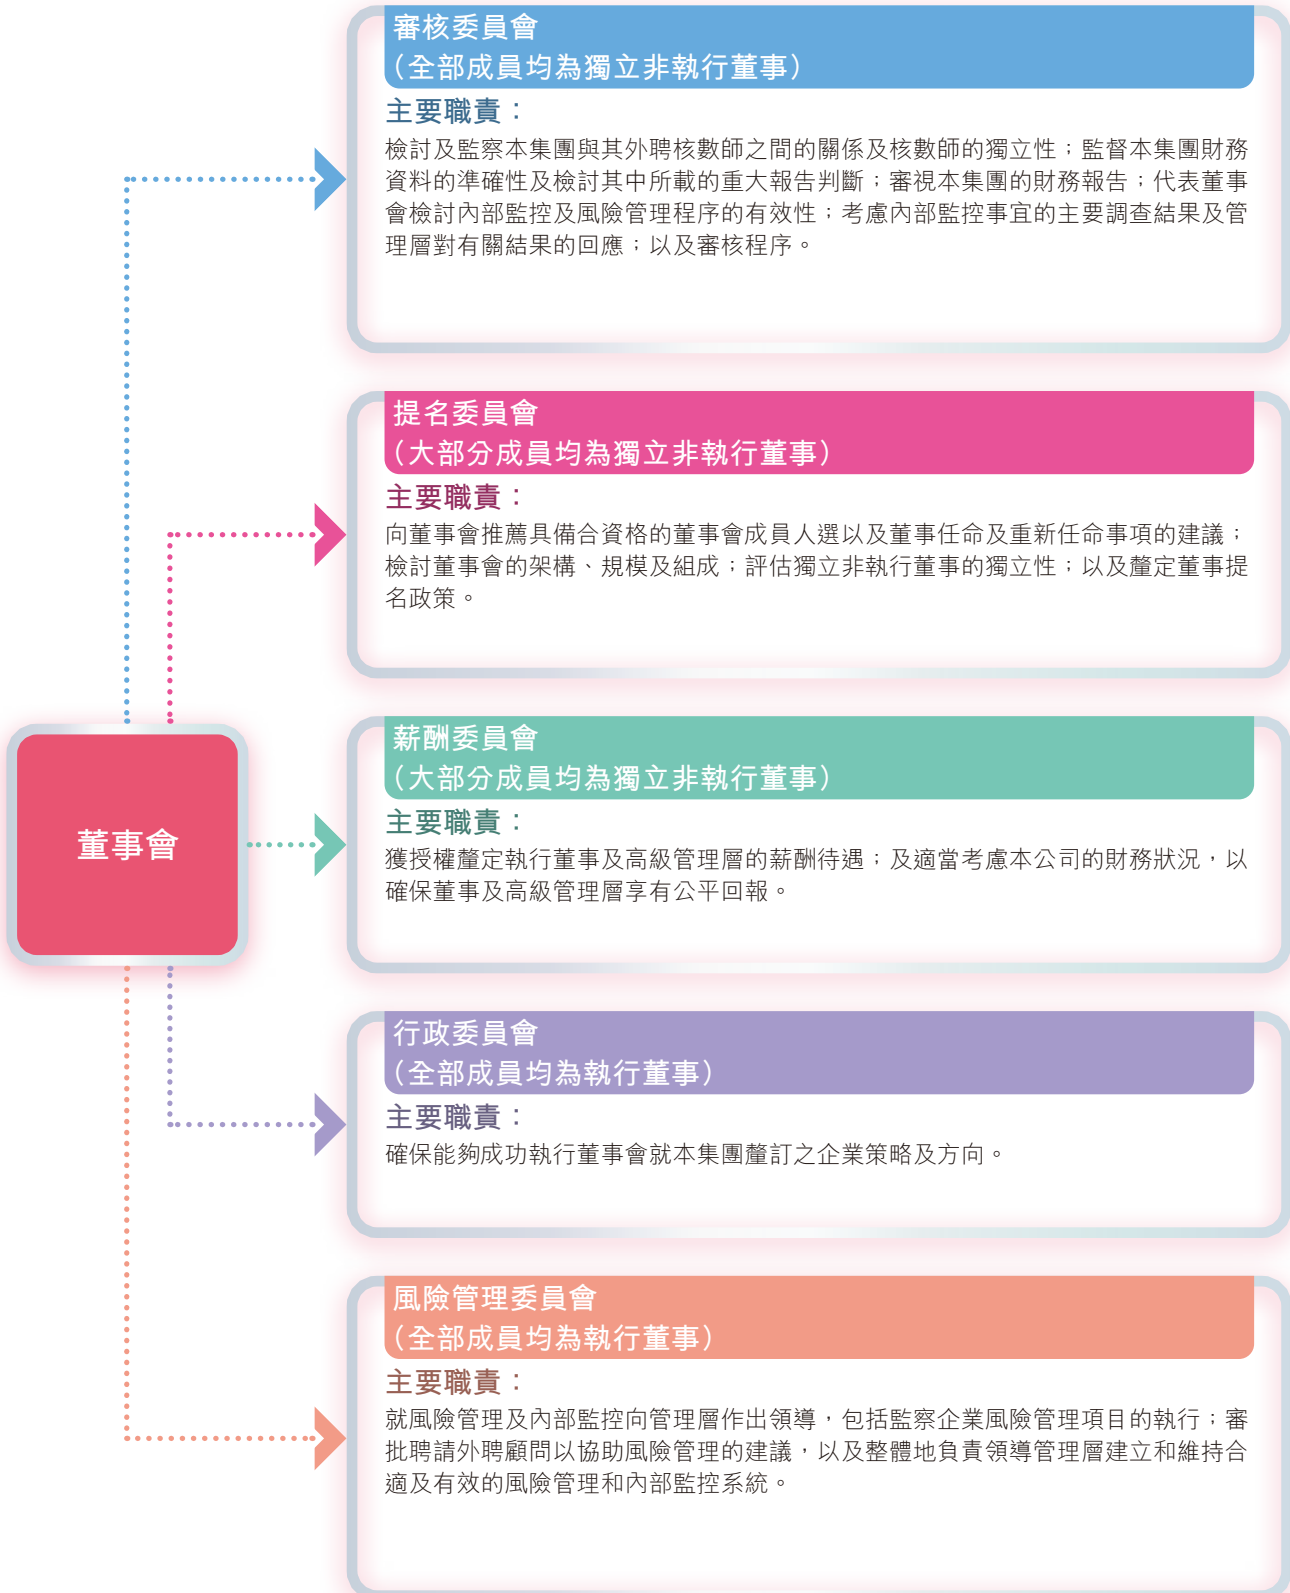 審核委員會
（全部成員均為獨立非執行董事）
主要職責：
檢討及監察本集團與其外聘核數師之間的關係及核數師的獨立性；監督本集團財務
資料的準確性及檢討其中所載的重大報告判斷；審視本集團的財務報告；代表董事
會檢討內部監控及風險管理程序的有效性；考慮內部監控事宜的主要調查結果及管
理層對有關結果的回應；以及審核程序。
提名委員會
（大部分成員均為獨立非執行董事）
主要職責：
向董事會推薦具備合資格的董事會成員人選以及董事任命及重新任命事項的建議；
檢討董事會的架構、規模及組成；評估獨立非執行董事的獨立性；以及釐定董事提
名政策。
董事會
薪酬委員會
（大部分成員均為獨立非執行董事）
主要職責：
獲授權釐定執行董事及高級管理層的薪酬待遇；及適當考慮本公司的財務狀況，以
確保董事及高級管理層享有公平回報。
行政委員會
（全部成員均為執行董事）
主要職責：
確保能夠成功執行董事會就本集團釐訂之企業策略及方向。
風險管理委員會
（全部成員均為執行董事）
主要職責：
就風險管理及內部監控向管理層作出領導，包括監察企業風險管理項目的執行；審
批聘請外聘顧問以協助風險管理的建議，以及整體地負責領導管理層建立和維持合
適及有效的風險管理和內部監控系統。